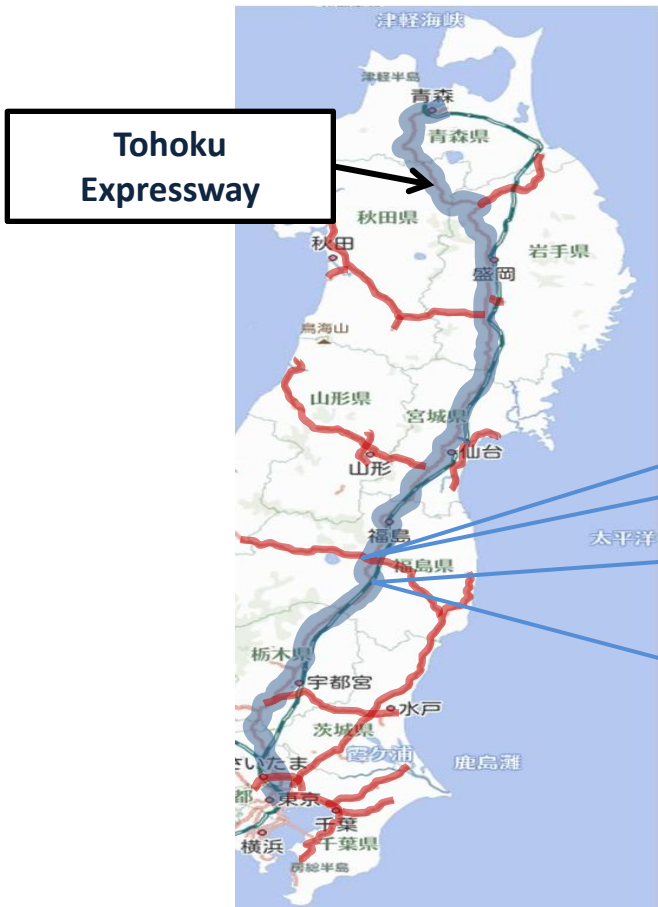 津軽海峡
津軽半島
青森
青森県
Tohoku
Expressway
秋田県
秋田
岩手県
盛岡
鳥海山
山形県
宮城県
仙台
山形
福島
太平洋
福島県
栃木県
宇都宮
水戸
茨城県
霞ケ浦
さいたま
鹿島灘
都
東京
千葉
横浜
千葉県
房総半島